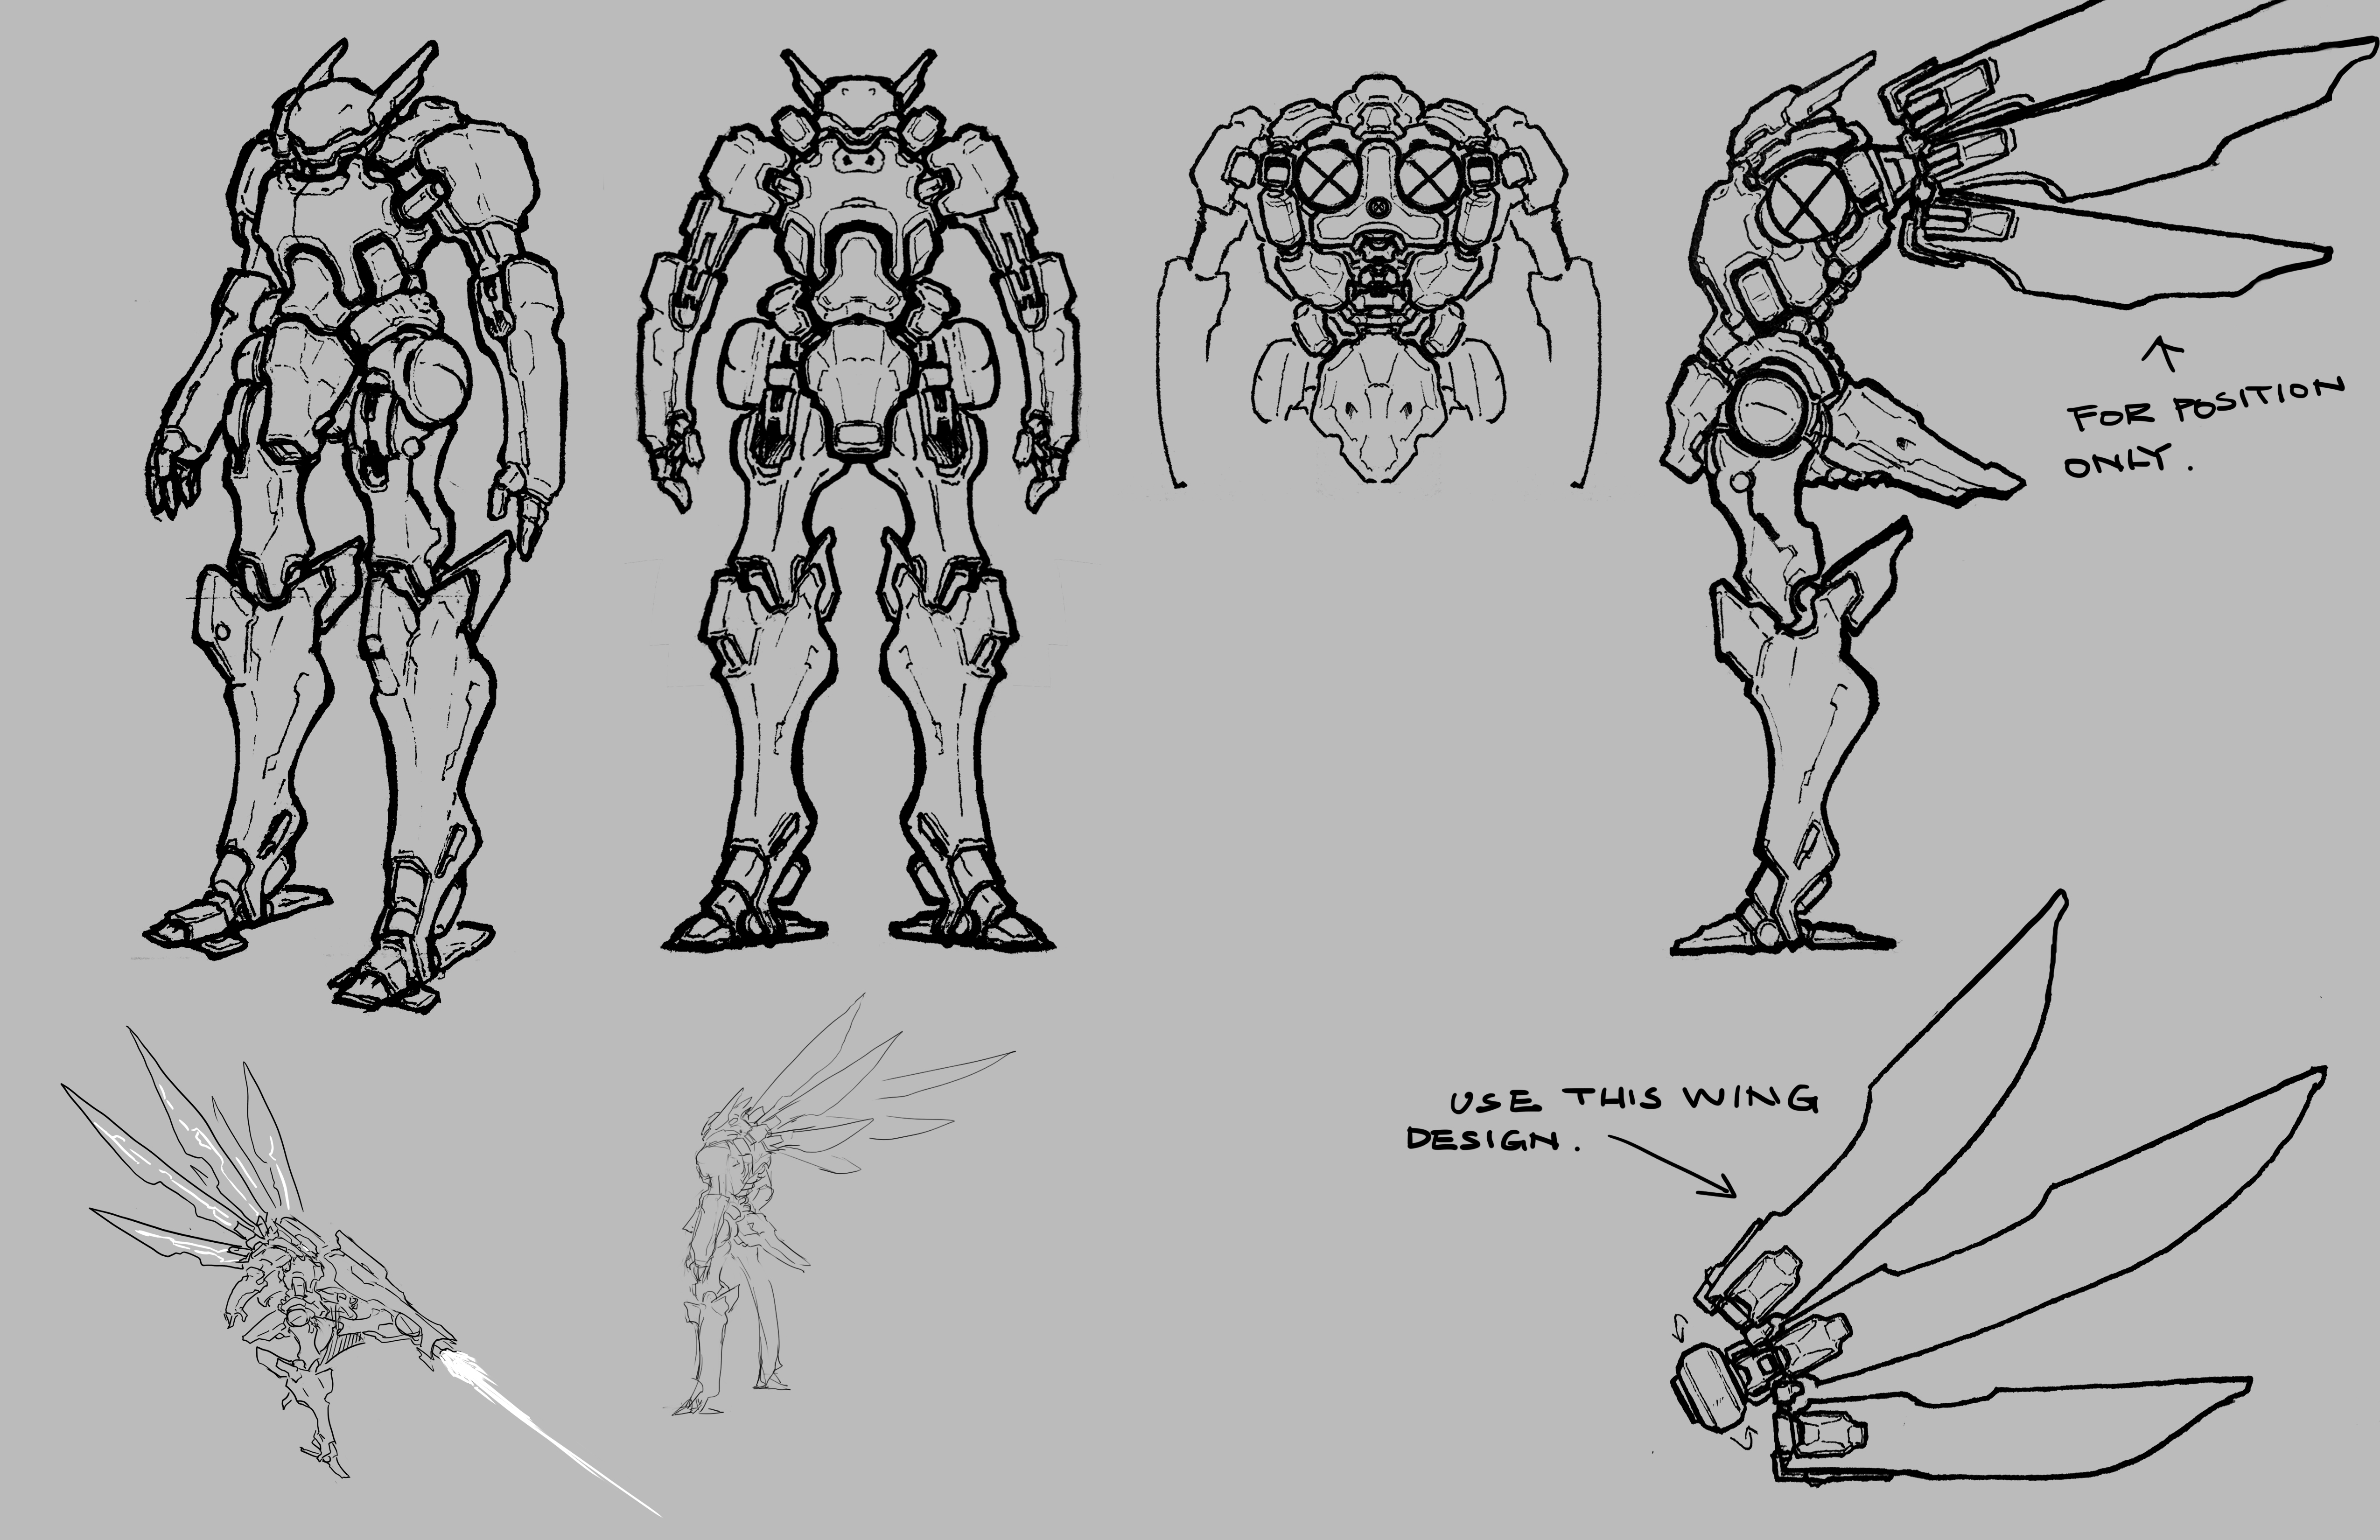 FOR POSITION
ONLY.
USE THIS WING
DESIGN.